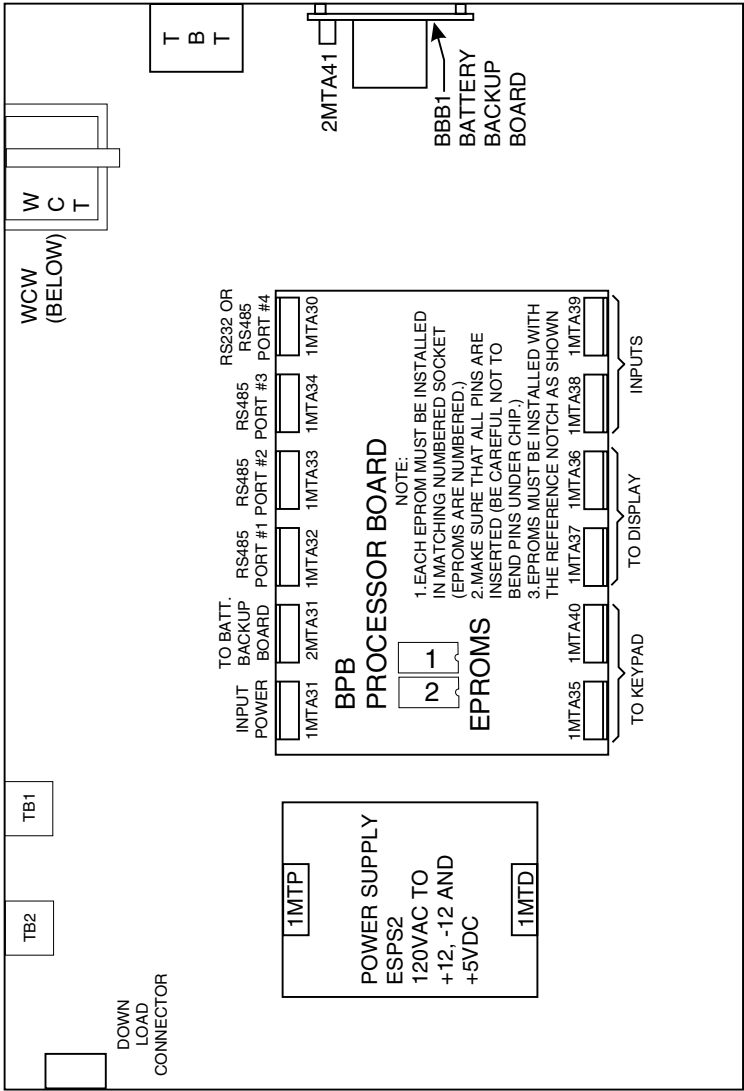 DOWN
LOAD
CONNECTOR
TB2
TB1
WCW
(BELOW)
W
C
T
T
B
T
2MTA41
BBB1
BATTERY
BACKUP
BOARD
POWER SUPPLY
ESPS2
120VAC TO
+12, -12 AND
+5VDC
1MTP
1MTD
INPUT
POWER
1MTA31
TO BATT.
BACKUP
BOARD
2MTA31
RS485
PORT #1
1MTA32
RS485
PORT #2
1MTA33
RS485
PORT #3
1MTA34
RS232 OR
RS485
PORT #4
1MTA30
BPB
PROCESSOR BOARD
2
1
EPROMS
NOTE:
1.EACH EPROM MUST BE INSTALLED
IN MATCHING NUMBERED SOCKET
(EPROMS ARE NUMBERED.)
2.MAKE SURE THAT ALL PINS ARE
INSERTED (BE CAREFUL NOT TO
BEND PINS UNDER CHIP.)
3.EPROMS MUST BE INSTALLED WITH
THE REFERENCE NOTCH AS SHOWN
1MTA35
1MTA40
1MTA37
1MTA36
1MTA38
1MTA39
TO KEYPAD
TO DISPLAY
INPUTS